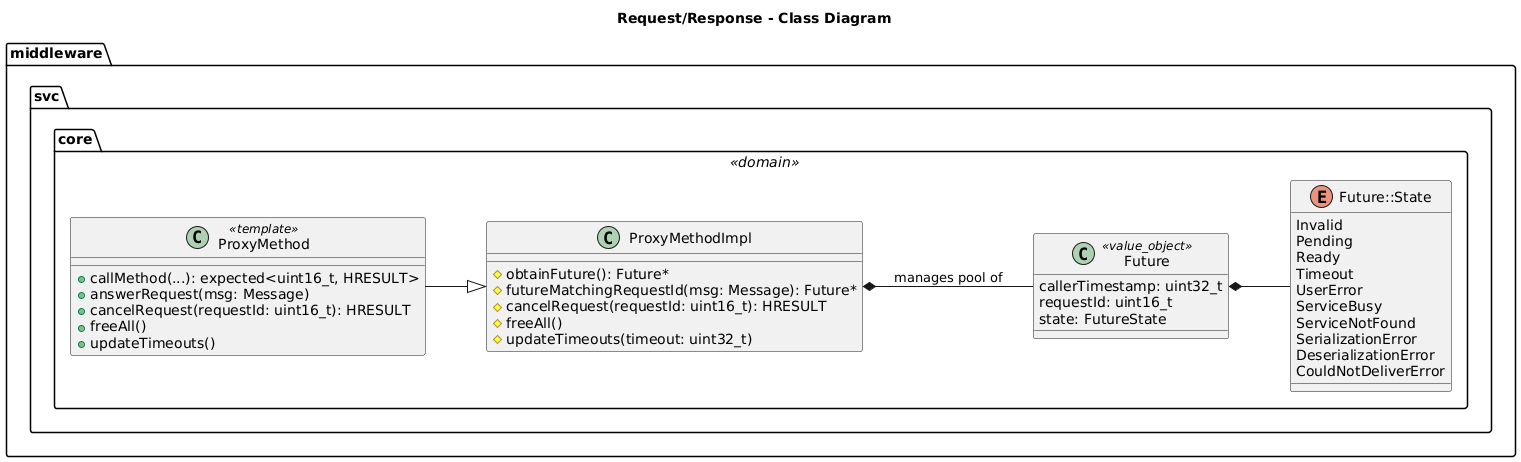 Request/Response - Class Diagram
middleware
svc
core
«domain»
C «template»
ProxyMethod
callMethod(...): expected<uint16_t, HRESULT>
answerRequest(msg: Message)
cancelRequest(requestId: uint16_t): HRESULT
freeAll()
updateTimeouts()
C ProxyMethodImpl
obtainFuture(): Future*
futureMatchingRequestId(msg: Message): Future*
cancelRequest(requestId: uint16_t): HRESULT
freeAll()
updateTimeouts(timeout: uint32_t)
manages pool of
C «value_object»
Future
callerTimestamp: uint32_t
requestId: uint16_t
state: FutureState
E Future::State
Invalid
Pending
Ready
Timeout
UserError
ServiceBusy
ServiceNotFound
SerializationError
DeserializationError
CouldNotDeliverError